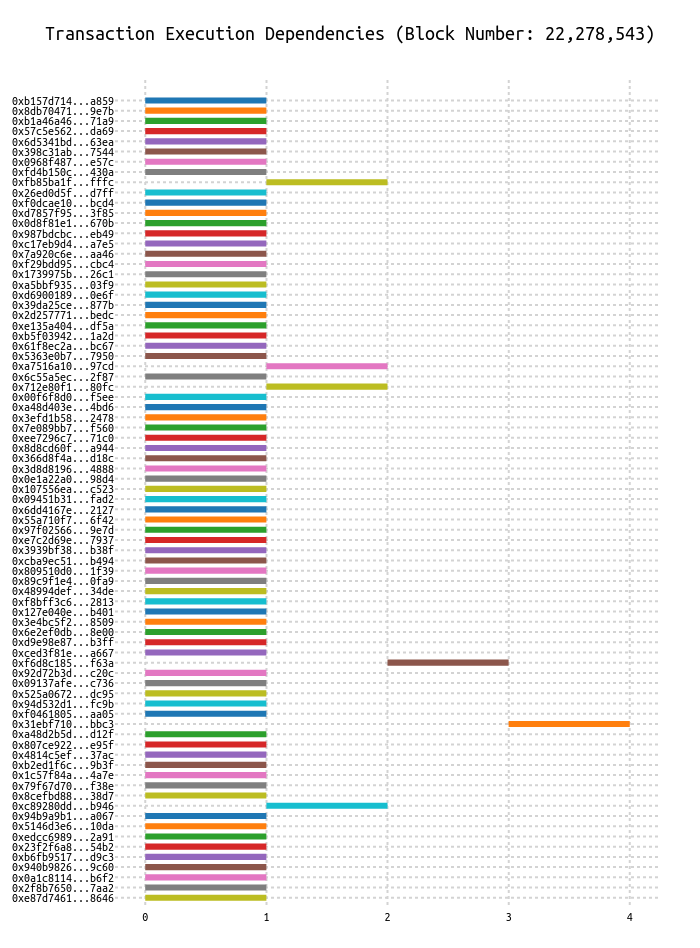 Transaction Execution Dependencies (Block Number: 22,278,543)
0xb157d714...a859
0x8db70471...9e7b
0xb1a46a46...71a9
0x57c5e562...da69
0x6d5341bd...63ea
0x398c31ab...7544
0x0968f487...e57c
0xfd4b150c...430a
0xfb85ba1f...fffc
0x26ed0d5f...d7ff
0xf0dcae10...bcd4
0xd7857f95...3f85
0x0d8f81e1...670b
0x987bdcbc...eb49
0xc17eb9d4...a7e5
0x7a920c6e...aa46
0xf29bdd95...cbc4
0x1739975b...26c1
0xa5bbf935...03f9
0xd6900189...0e6f
0x39da25ce...877b
0x2d257771...bedc
0xe135a404...df5a
0xb5f03942...1a2d
0x61f8ec2a...bc67
0x5363e0b7...7950
0xa7516a10...97cd
0x6c55a5ec...2f87
0x712e80f1...80fc
0x00f6f8d0...f5ee
0xa48d403e...4bd6
0x3efd1b58...2478
0x7e089bb7...f560
0xee7296c7...71c0
0x8d8cd60f...a944
0x366d8f4a...d18c
0x3d8d8196...4888
0x0e1a22a0...98d4
0x107556ea...c523
0x09451b31...fad2
0x6dd4167e...2127
0x55a710f7...6f42
0x97f02566...9e7d
0xe7c2d69e...7937
0x3939bf38...b38f
0xcba9ec51...b494
0x809510d0...1f39
0x89c9f1e4...0fa9
0x48994def...34de
0xf8bff3c6...2813
0x127e040e...b401
0x3e4bc5f2...8509
0x6e2ef0db...8e00
0xd9e98e87...b3ff
0xced3f81e...a667
0xf6d8c185...f63a
0x92d72b3d...c20c
0x09137afe...c736
0x525a0672...dc95
0x94d532d1...fc9b
0xf0461805...aa05
0x31ebf710...bbc3
0xa48d2b5d...d12f
0x807ce922...e95f
0x4814c5ef...37ac
0xb2ed1f6c...9b3f
0x1c57f84a...4a7e
0x79f67d70...f38e
0x8cefbd88...38d7
0xc89280dd...b946
0x94b9a9b1...a067
0x5146d3e6...10da
0xedcc6989...2a91
0x23f2f6a8...54b2
0xb6fb9517...d9c3
0x940b9826...9c60
0x0a1c8114...b6f2
0x2f8b7650...7aa2
0xe87d7461...8646
0 1 2 3 4